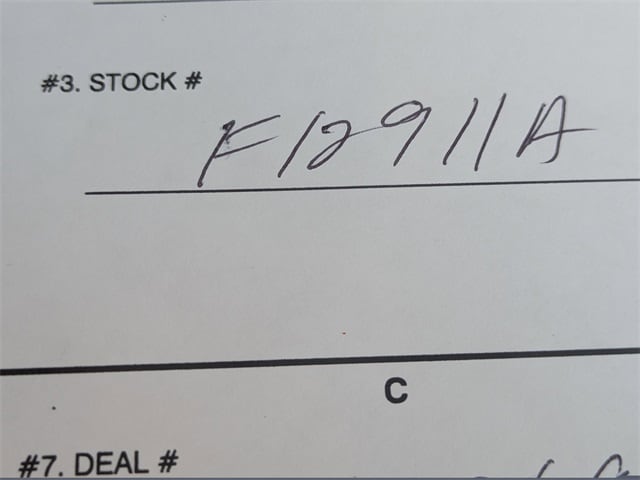 #3. STOCK #
F12911A
C
#7. DEAL #